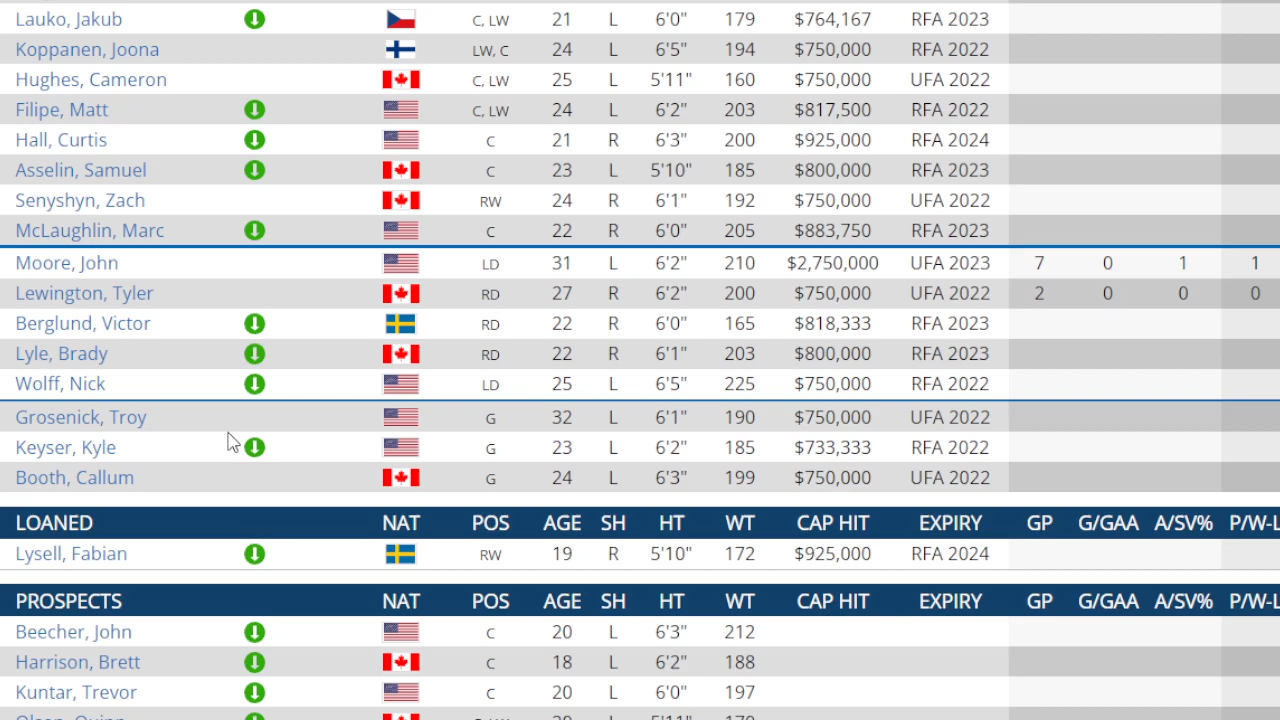 Lauko, Jakub C, LW 21 L 6'0" 179 $764,167 RFA 2023
Koppanen, Joona LW, C 24 L 6'5" 194 $750,000 RFA 2022
Hughes, Cameron C, LW 25 L 5'11" 160 $750,000 UFA 2022
Filipe, Matt C, LW 24 L 6'2" 203 RFA 2022
Hall, Curtis C 21 R 6'3" 200 $925,000 RFA 2024
Asselin, Samuel C 23 L 5'10" 185 $800,000 RFA 2023
Senyshyn, Zach RW 24 R 6'1" 192 $750,000 UFA 2022
McLaughlin, Marc C 22 R 6'0" 205 $883,750 RFA 2023
Moore, John LD 31 L 6'2" 210 $2,750,000 UFA 2023 7 0 1 1
Lewington, Tyler RD 27 R 6'2" 200 $750,000 UFA 2022 2 0 0 0
Berglund, Victor RD 22 R 6'0" 165 $818,333 RFA 2023
Lyle, Brady RD 22 R 6'1" 203 $800,000 RFA 2023
Wolff, Nick LD 25 L 6'5" 225 $750,000 RFA 2022
Grosenick, Troy G 32 L 6'1" 190 $750,000 UFA 2022
Keyser, Kyle G 23 L 6'2" 185 $733,333 RFA 2022
Booth, Callum G 24 L 6'3" 199 $750,000 UFA 2022
LOANED NAT POS AGE SH HT WT CAP HIT EXPIRY GP G/GAA A/SV% P/W-L
Lysell, Fabian RW 19 R 5'10" 172 $925,000 RFA 2024
PROSPECTS NAT POS AGE SH HT WT CAP HIT EXPIRY GP G/GAA A/SV% P/W-L
Beecher, John C L 6'3" 212
Harrison, Brett C 18 L 6'2" 188
Kuntar, Trevor C 20 L 6'0" 197
Olson, Quinn